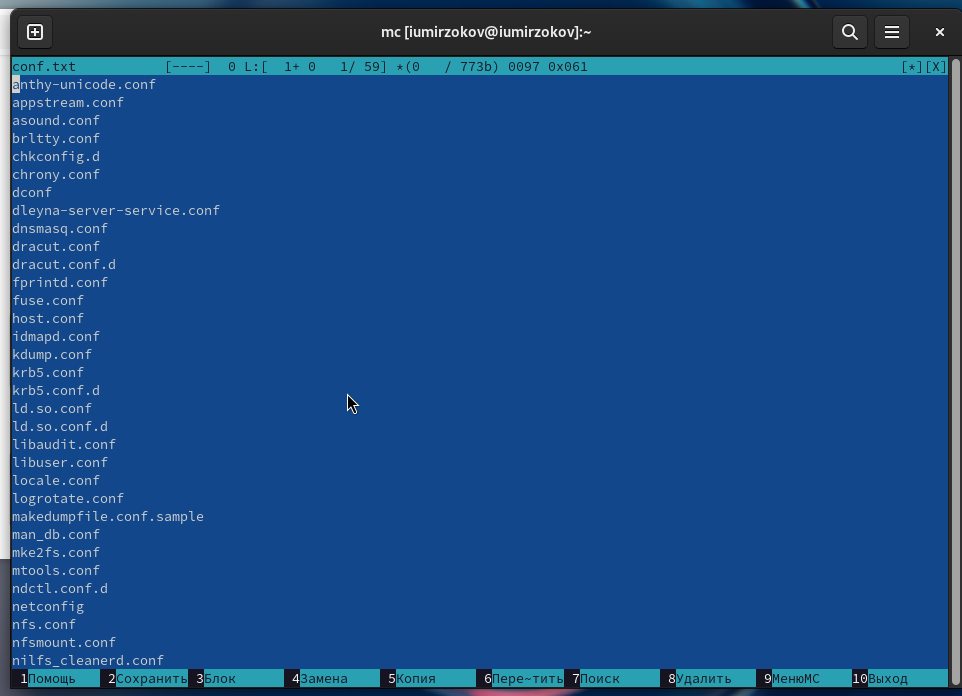 mc [iumirzokov@iumirzokov]:~
conf.txt [----] 0 L:[ 1+ 0 1/ 59] *(0 / 773b) 0097 0x061 [*][X]
anthy-unicode.conf
appstream.conf
asound.conf
brltty.conf
chkconfig.d
chrony.conf
dconf
dleyna-server-service.conf
dnsmasq.conf
dracut.conf
dracut.conf.d
fprintd.conf
fuse.conf
host.conf
idmapd.conf
kdump.conf
krb5.conf
krb5.conf.d
ld.so.conf
ld.so.conf.d
libaudit.conf
libuser.conf
locale.conf
logrotate.conf
makedumpfile.conf.sample
man_db.conf
mke2fs.conf
mtools.conf
ndctl.conf.d
netconfig
nfs.conf
nfsmount.conf
nilfs_cleanerd.conf
1Помощь 2Сохранить 3Блок 4Замена 5Копия 6Пере~тить 7Поиск 8Удалить 9МенюMC 10Выход